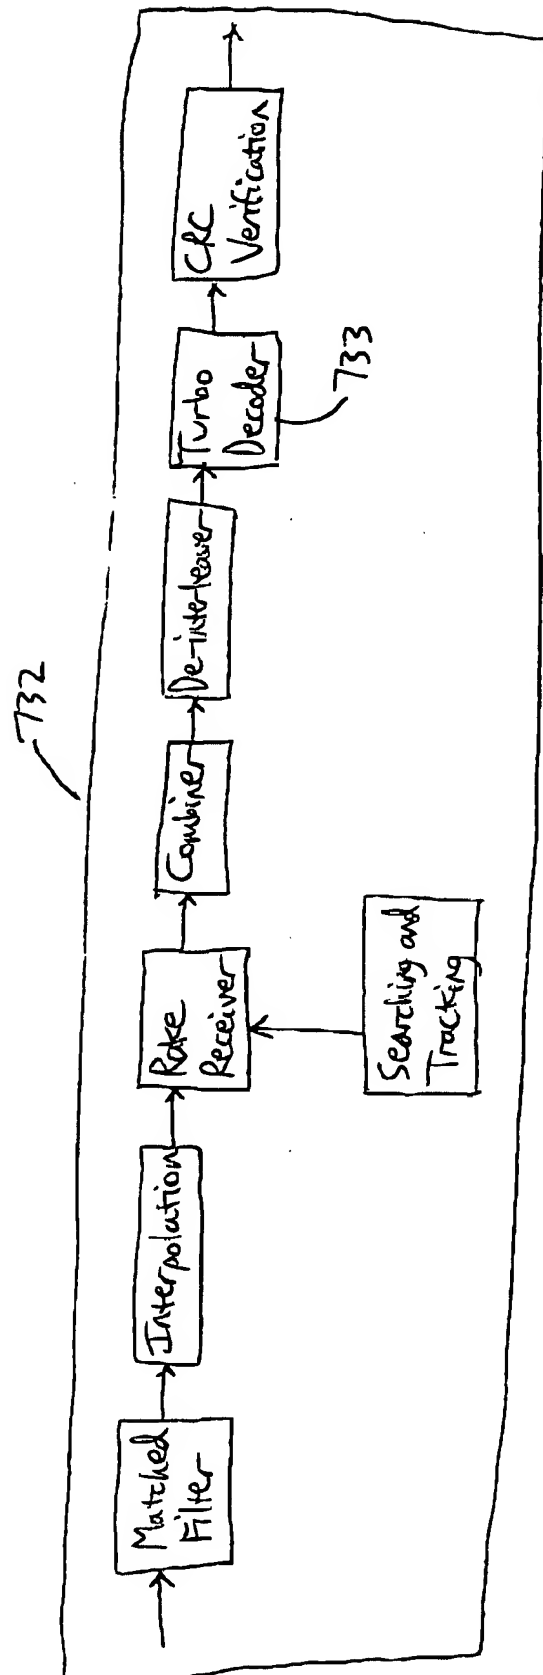 732
Matched
Filter
Interpolation
Rake
Receiver
Combiner
De-interleaver
Turbo
Decoder
CRC
Verification
Searching and
Tracking
733